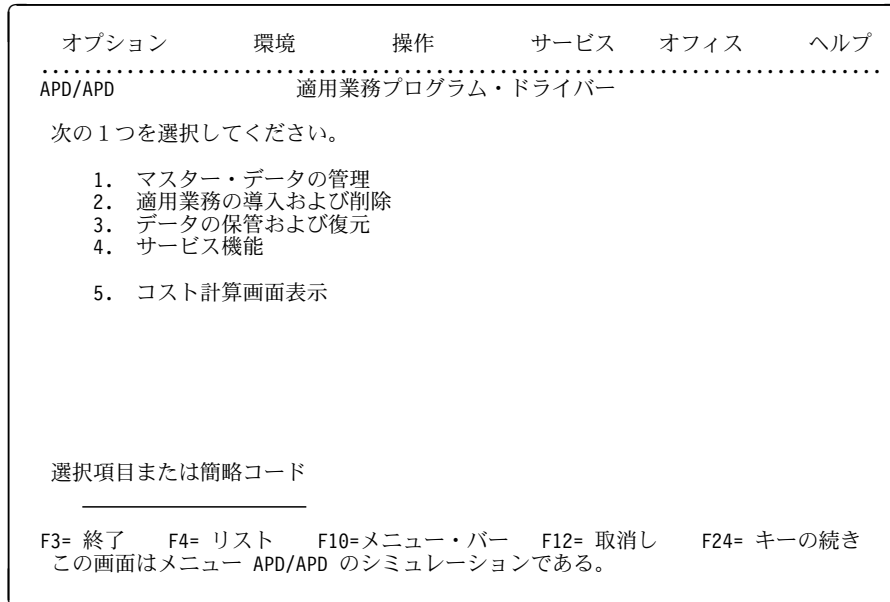 オプション 環境 操作 サービス オフィス ヘルプ
................................................................................
APD/APD 適用業務プログラム・ドライバー
次の１つを選択してください。
1. マスター・データの管理
2. 適用業務の導入および削除
3. データの保管および復元
4. サービス機能
5. コスト計算画面表示
選択項目または簡略コード
F3= 終了 F4= リスト F10=メニュー・バー F12= 取消し F24= キーの続き
この画面はメニュー APD/APD のシミュレーションである。